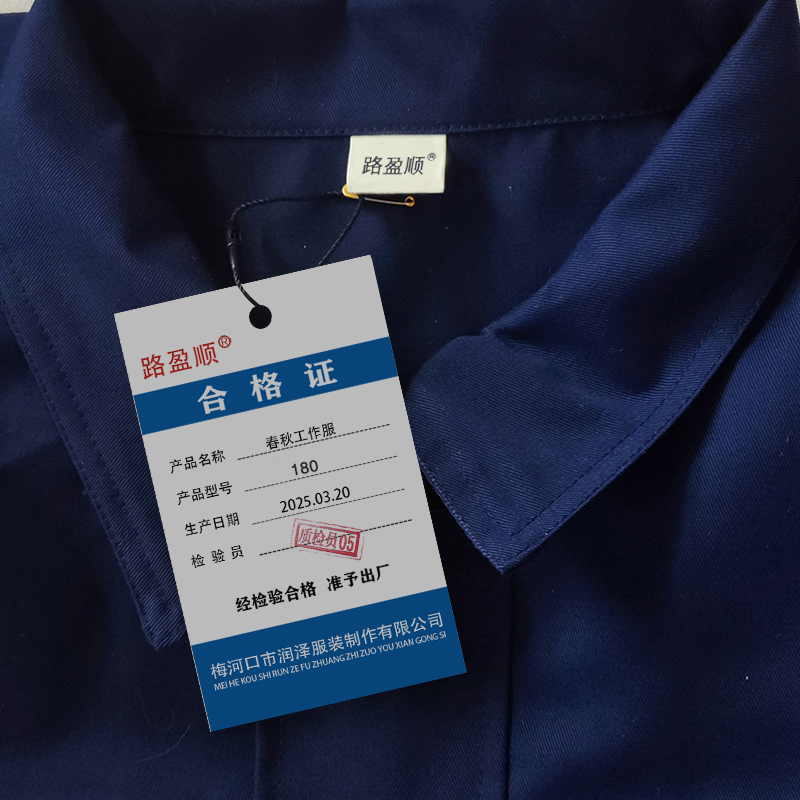 路盈顺®
路盈顺®
合格证
产品名称 春秋工作服
产品型号 180
生产日期 2025.03.20
检验员 质检员05
经检验合格 准予出厂
梅河口市润泽服装制作有限公司
MEI HE KOU SHI RUN ZE FU ZHUANG ZHI ZUO YOU XIAN GONG SI